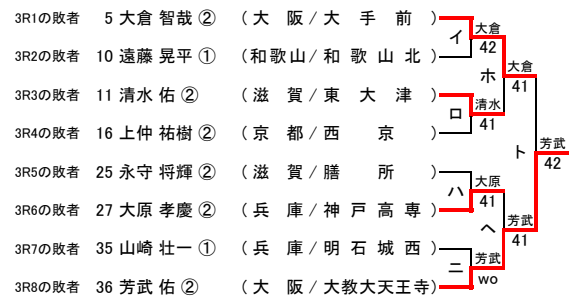 3R1の敗者 5 大倉 智哉 ② (大 阪/大 手 前) 大倉
イ 42
3R2の敗者 10 遠藤 晃平 ① (和歌山/和 歌 山 北) ホ 大倉
41
3R3の敗者 11 清水 佑 ② (滋 賀/東 大 津) 清水
ロ 41
3R4の敗者 16 上仲 祐樹 ② (京 都/西 京) ト 芳武
42
3R5の敗者 25 永守 将輝 ② (滋 賀/膳 所) 大原
ハ 41
3R6の敗者 27 大原 孝慶 ② (兵 庫/神 戸 高 専) ヘ 芳武
41
3R7の敗者 35 山崎 壮一 ① (兵 庫/明 石 城 西) 芳武
ニ wo
3R8の敗者 36 芳武 佑 ② (大 阪/大教大天王寺)